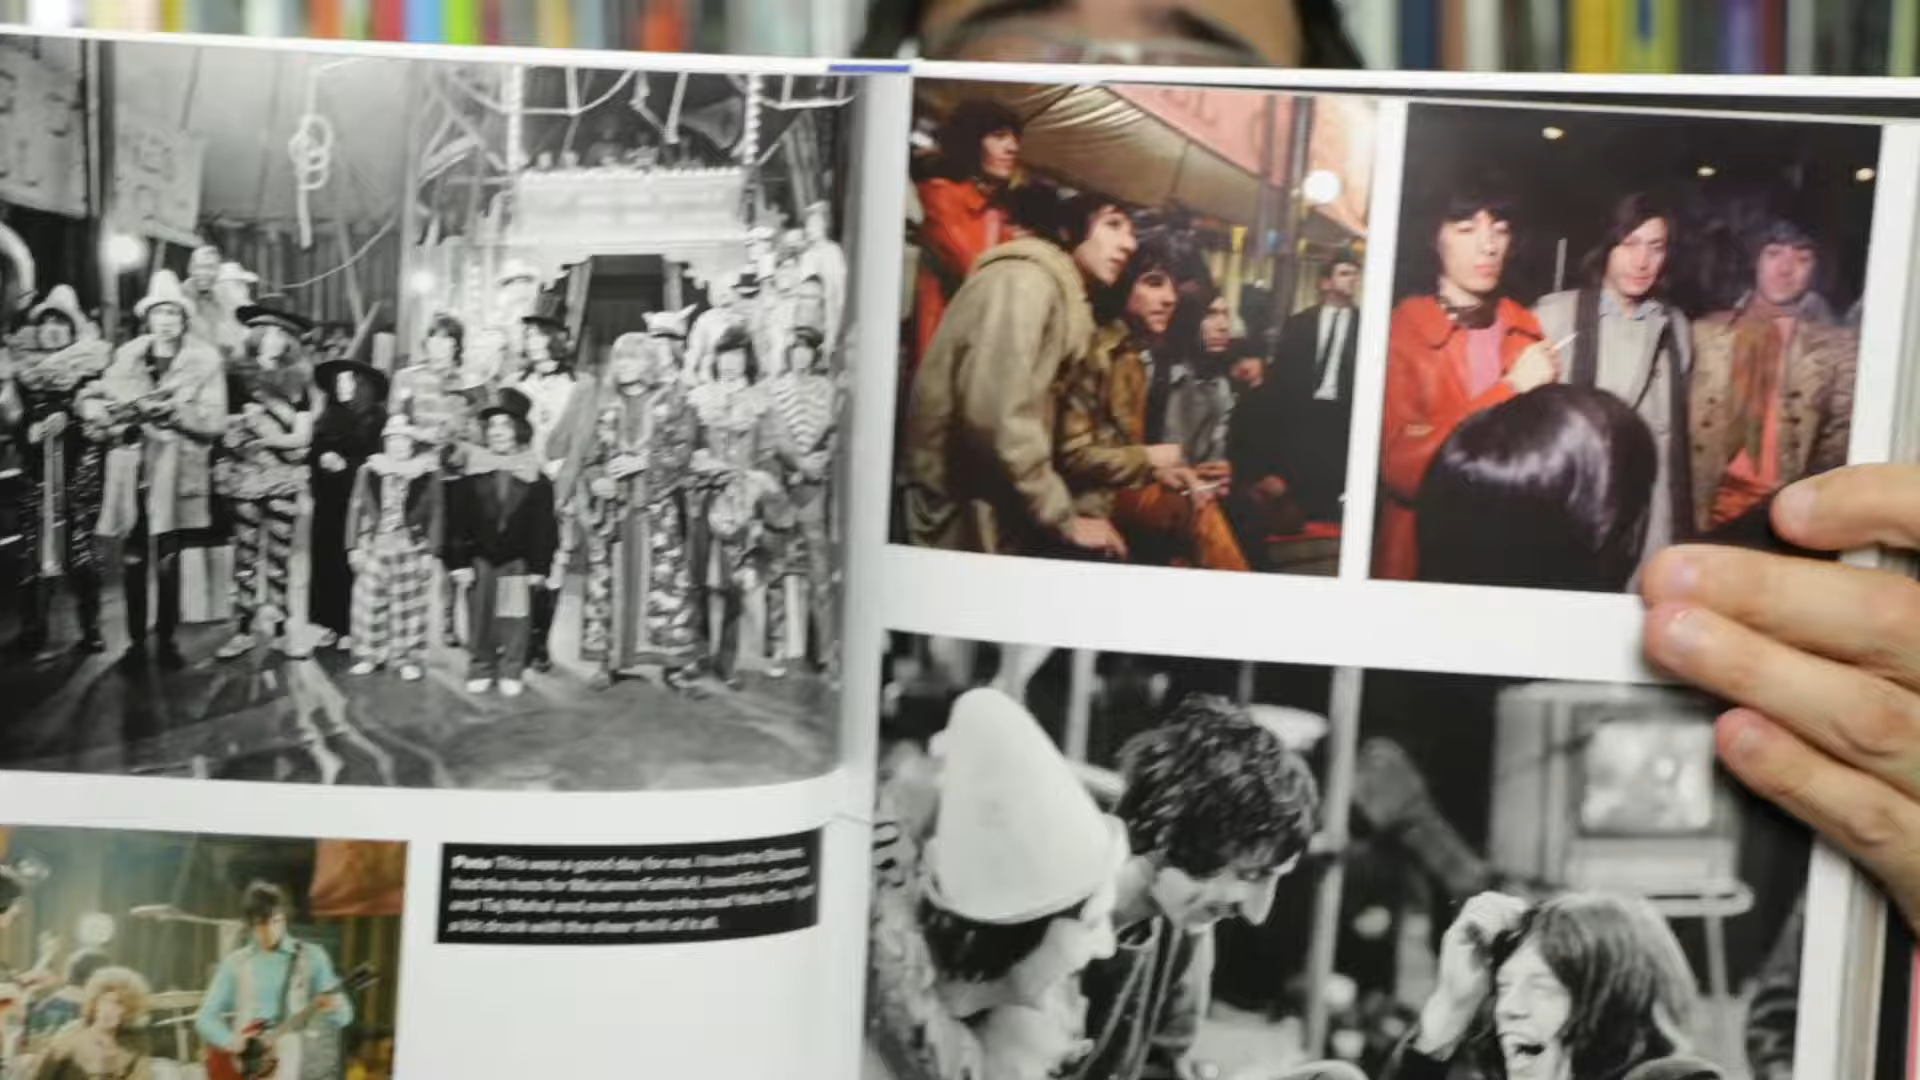 Pete This was a good day for me. I loved the Stones,
had the hots for Marianne Faithfull, loved Eric Clapton
and Taj Mahal and even adored the mad Yoko Ono. I got
a bit drunk with the sheer thrill of it all.